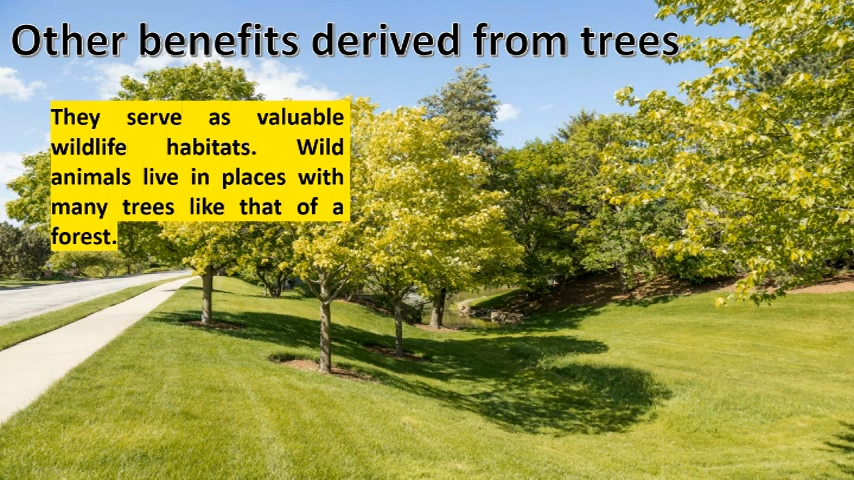 Other benefits derived from trees
They serve as valuable
wildlife habitats. Wild
animals live in places with
many trees like that of a
forest.